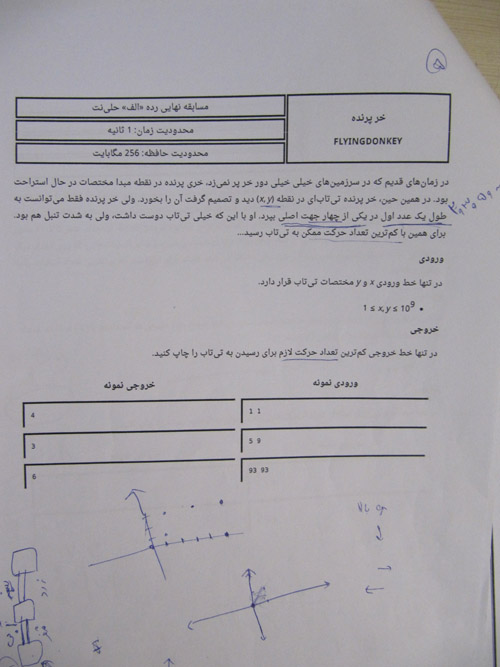 مسابقه نهایی رده «الف» حلی‌نت
خر پرنده
محدودیت زمان: 1 ثانیه
FLYINGDONKEY
محدودیت حافظه: 256 مگابایت
در زمان‌های قدیم که در سرزمین‌های خیلی خیلی دور خر پر نمی‌زد، خری پرنده در نقطه مبدا مختصات در حال استراحت
بود. در همین حین، خر پرنده تی‌تاب‌ای در نقطه (x, y) دید و تصمیم گرفت آن را بخورد. ولی خر پرنده فقط می‌توانست به
طول یک عدد اول در یکی از چهار جهت اصلی بپرد. او با این که خیلی تی‌تاب دوست داشت، ولی به شدت تنبل هم بود.
برای همین با کم‌ترین تعداد حرکت ممکن به تی‌تاب رسید...
ورودی
در تنها خط ورودی x و y مختصات تی‌تاب قرار دارد.
• 1 ≤ x, y ≤ 10⁹
خروجی
در تنها خط خروجی کم‌ترین تعداد حرکت لازم برای رسیدن به تی‌تاب را چاپ کنید.
ورودی نمونه
خروجی نمونه
1 1
4
5 9
3
93 93
6